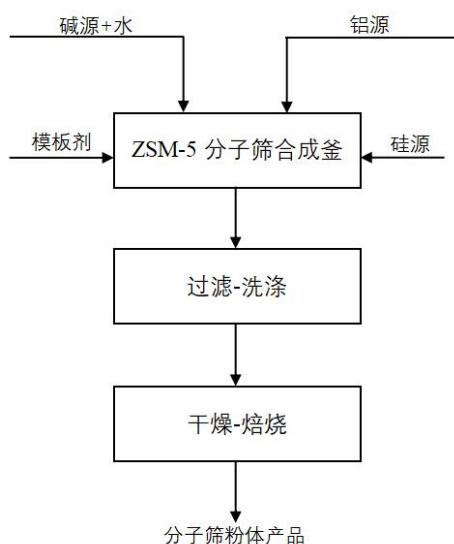 碱源+水
铝源
模板剂
ZSM-5 分子筛合成釜
硅源
过滤-洗涤
干燥-焙烧
分子筛粉体产品